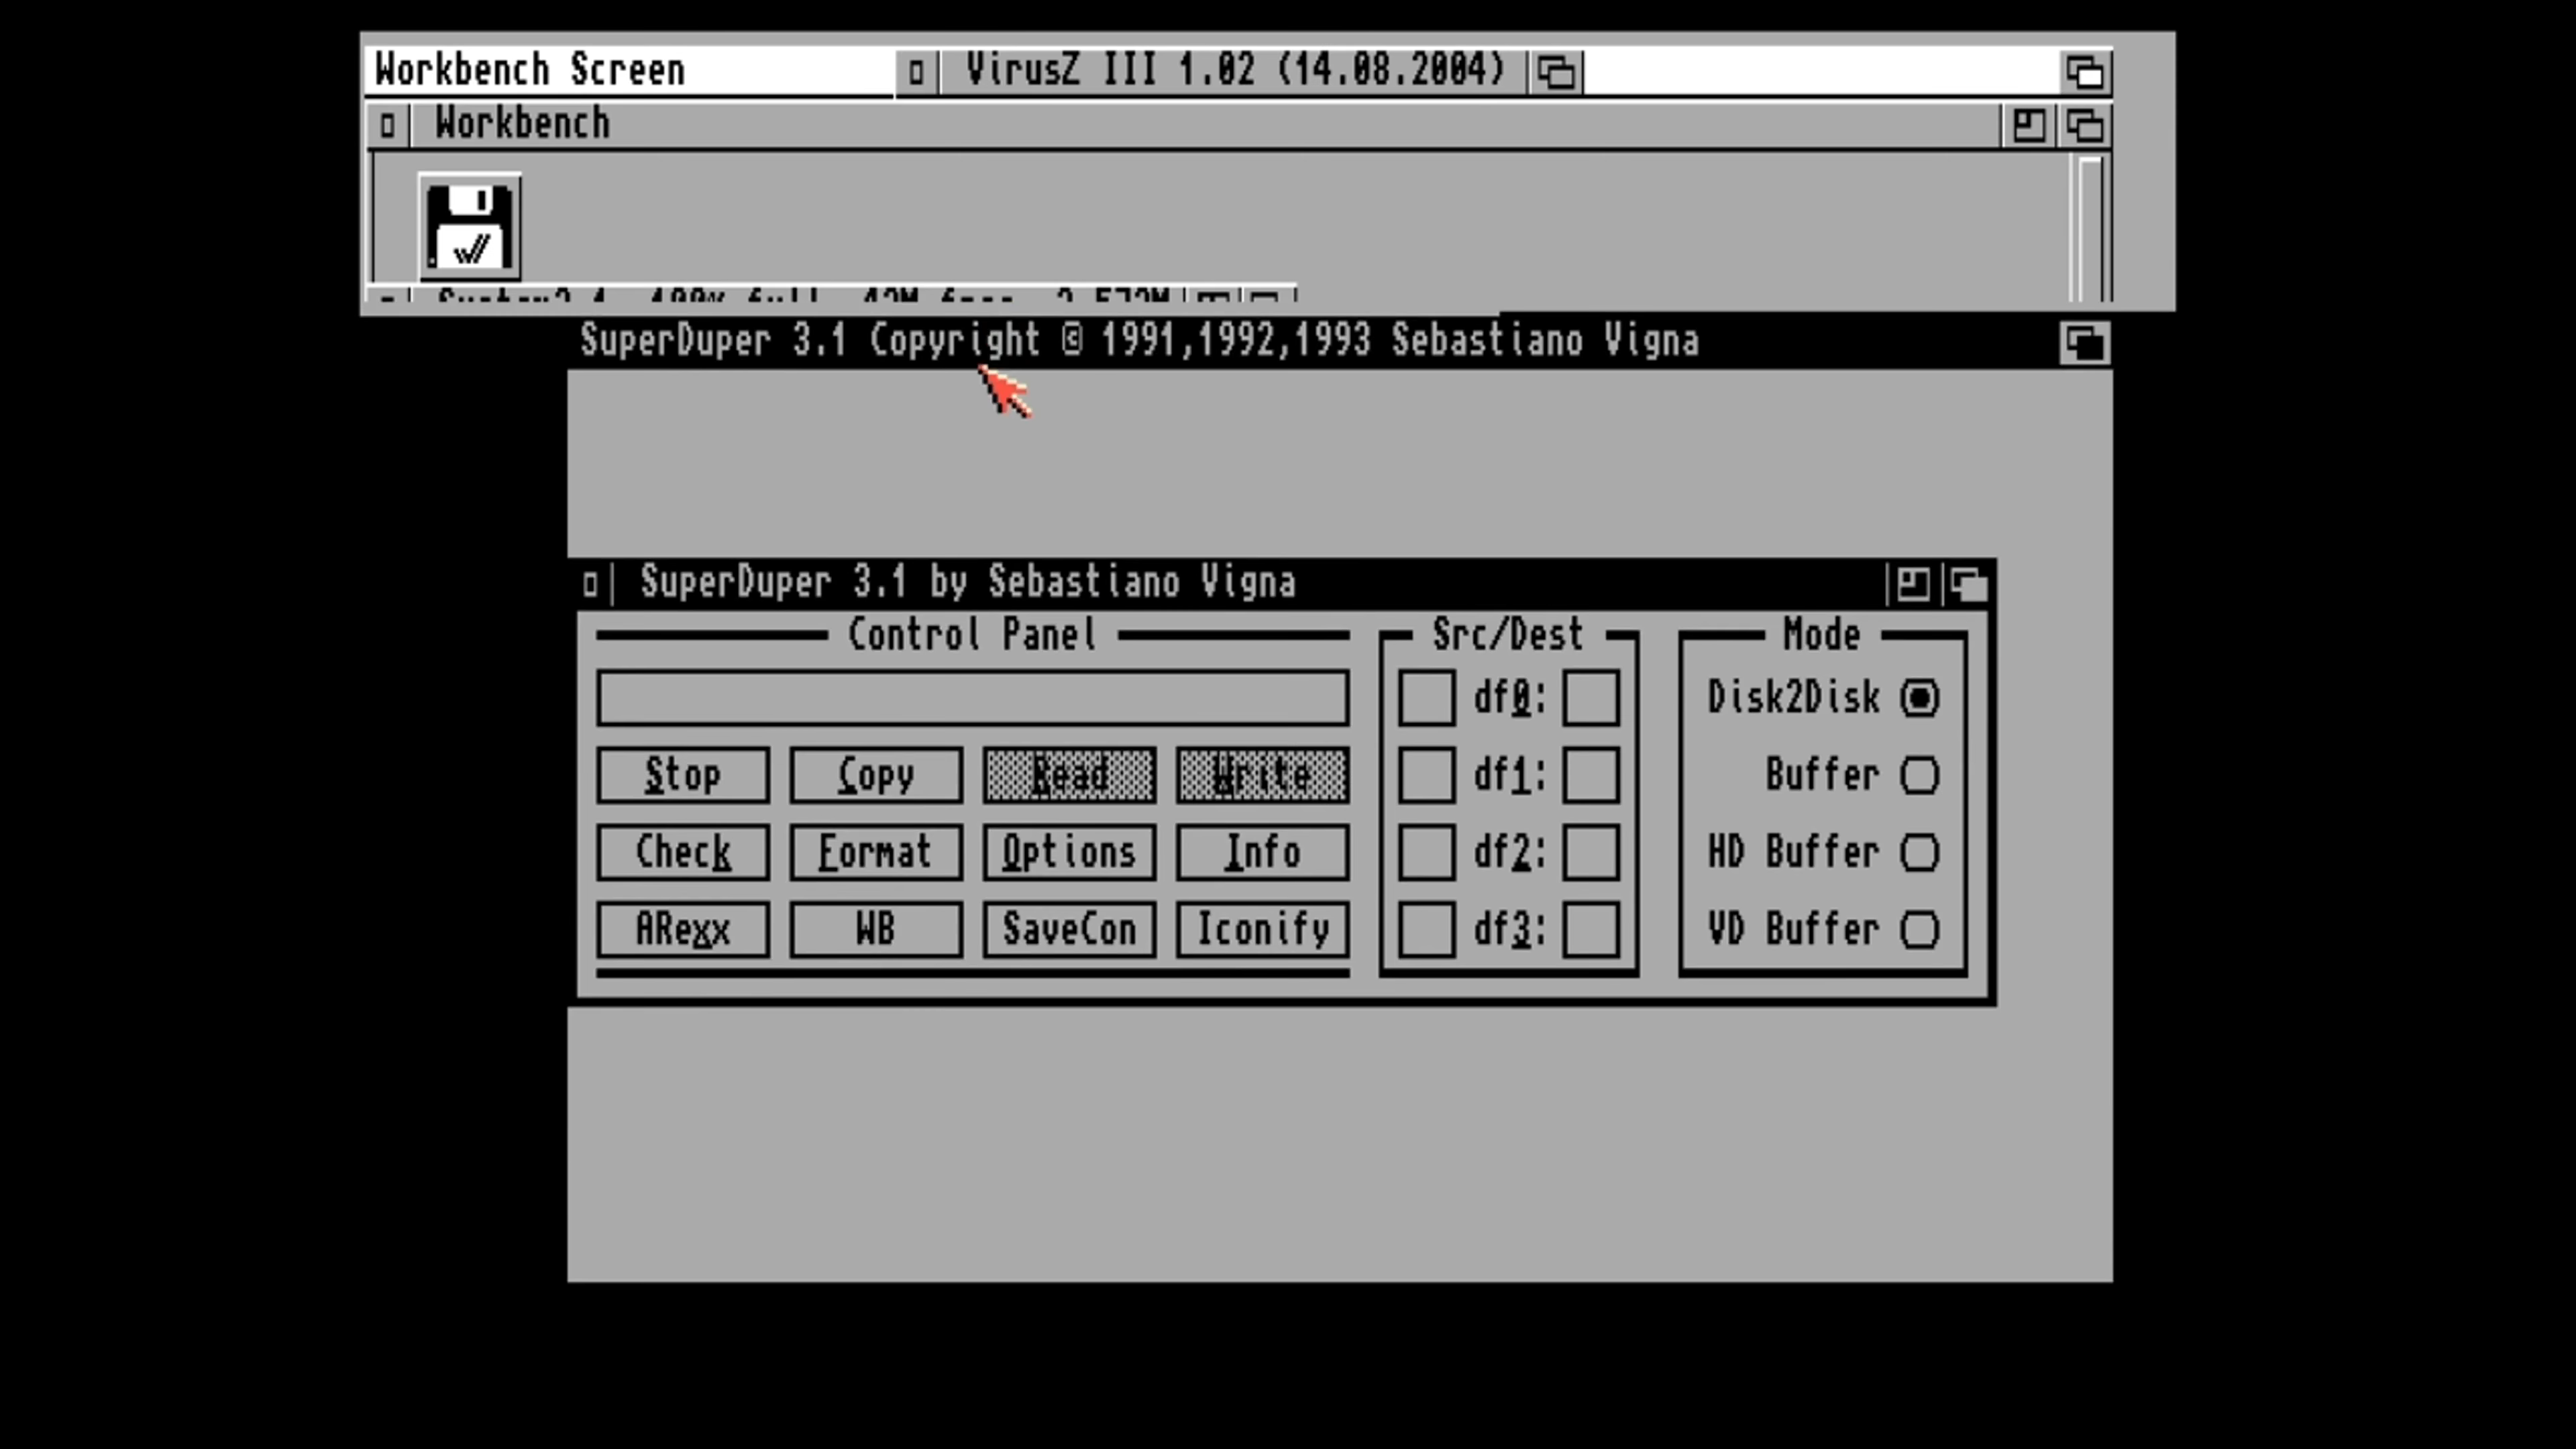 Workbench Screen
VirusZ III 1.02 (14.08.2004)
Workbench
SuperDuper 3.1 Copyright © 1991,1992,1993 Sebastiano Vigna
SuperDuper 3.1 by Sebastiano Vigna
Control Panel
Stop Copy Read Write
Check Format Options Info
ARexx WB SaveCon Iconify
Src/Dest
df0:
df1:
df2:
df3:
Mode
Disk2Disk
Buffer
HD Buffer
VD Buffer